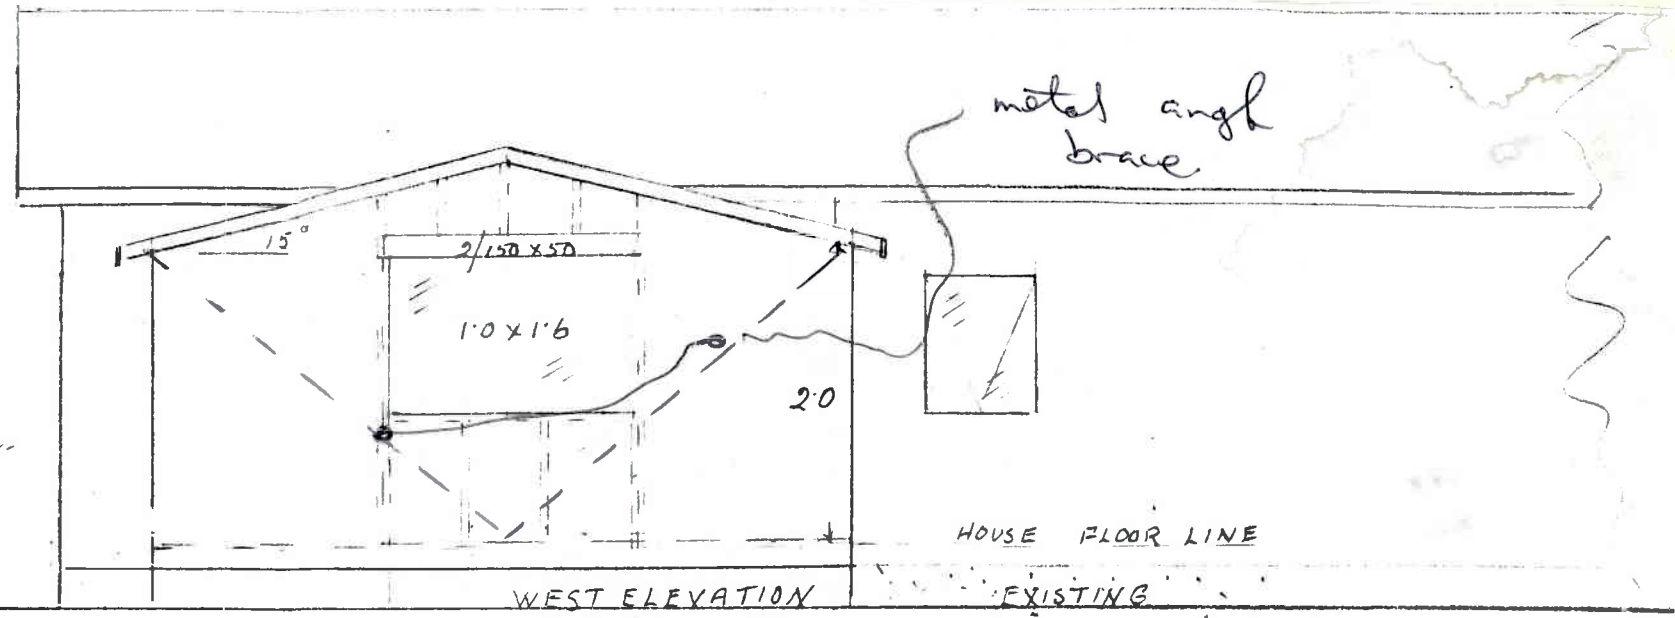 metal angle
brace
15°
2/150 x 50
1·0 x 1·6
2·0
HOUSE FLOOR LINE
WEST ELEVATION
EXISTING